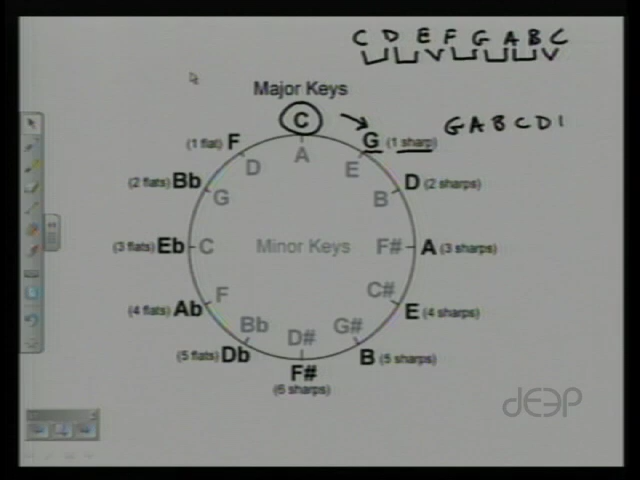 C D E F G A B C
Major Keys
C
(1 flat) F
G (1 sharp)
G A B C D
A
D
E
(2 flats) Bb
D (2 sharps)
G
B
(3 flats) Eb
C
Minor Keys
F#
A (3 sharps)
F
C#
(4 flats) Ab
E (4 sharps)
Bb
G#
D#
(5 flats) Db
B (5 sharps)
F#
(6 sharps)
dEEP